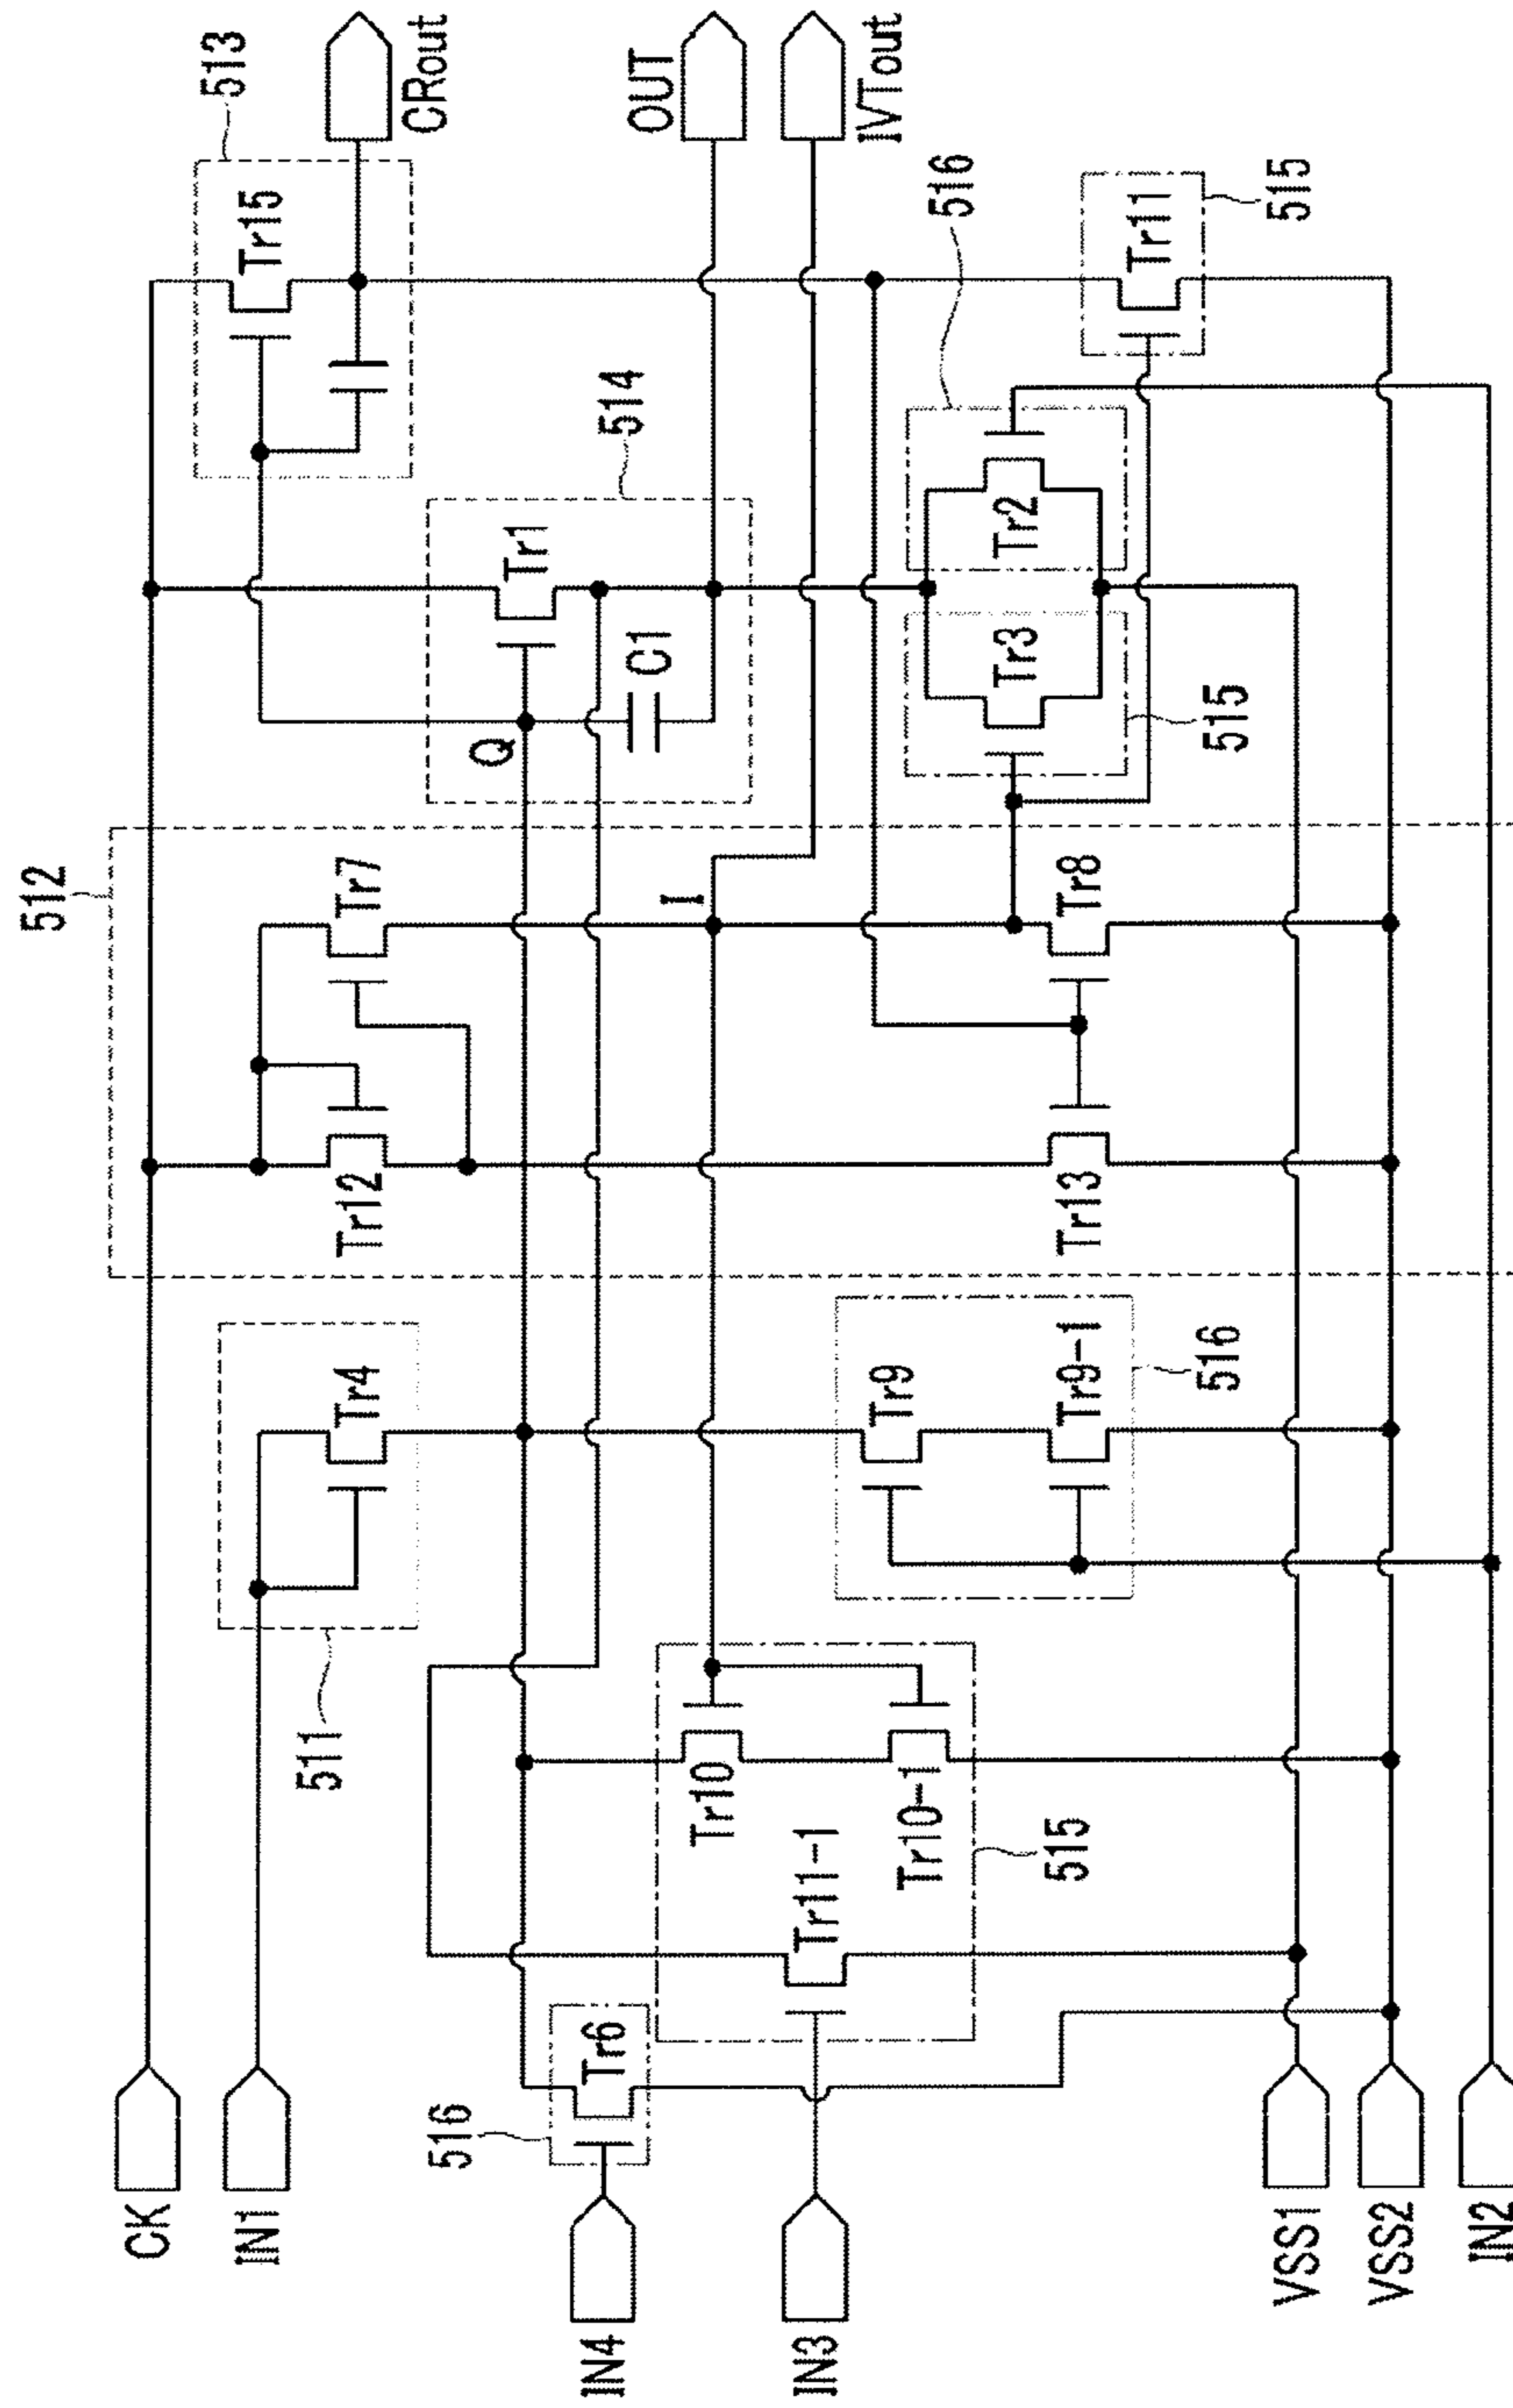 CK
IN1
IN4
IN3
VSS1
VSS2
IN2
516
Tr6
511
Tr4
Tr11-1
Tr10
Tr10-1
515
Tr9
Tr9-1
516
512
Tr12
Tr7
I
Tr13
Tr8
Q
Tr1
C1
514
Tr3
515
Tr2
516
Tr15
513
Tr11
515
CRout
OUT
IVTout